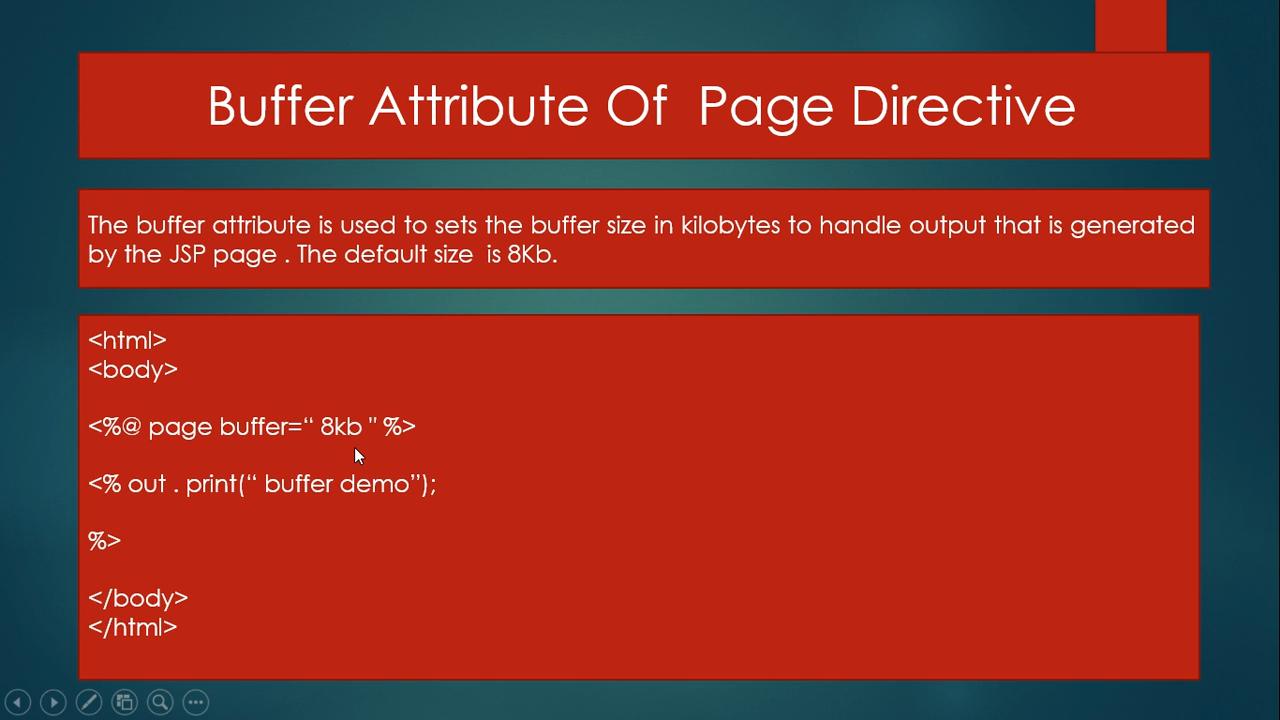 Buffer Attribute Of  Page Directive
The buffer attribute is used to sets the buffer size in kilobytes to handle output that is generated
by the JSP page . The default size  is 8Kb.
<html>
<body>
<%@ page buffer=“ 8kb ” %>
<% out . print(“ buffer demo”);
%>
</body>
</html>